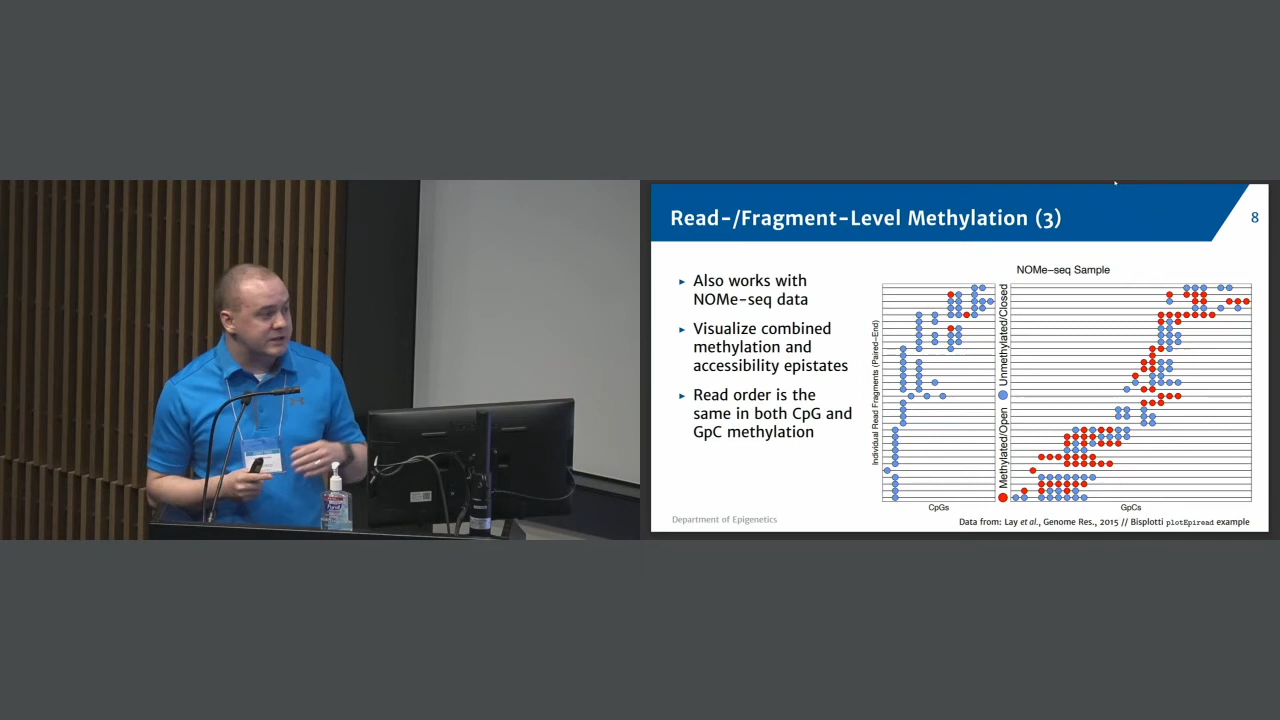 Read-/Fragment-Level Methylation (3)
8
▸ Also works with
NOMe-seq data
▸ Visualize combined
methylation and
accessibility epistates
▸ Read order is the
same in both CpG and
GpC methylation
NOMe-seq Sample
Individual Read Fragments (Paired-End)
Methylated/Open
Unmethylated/Closed
CpGs
GpCs
Department of Epigenetics
Data from: Lay et al., Genome Res., 2015 // Bisplotti plotEpiread example